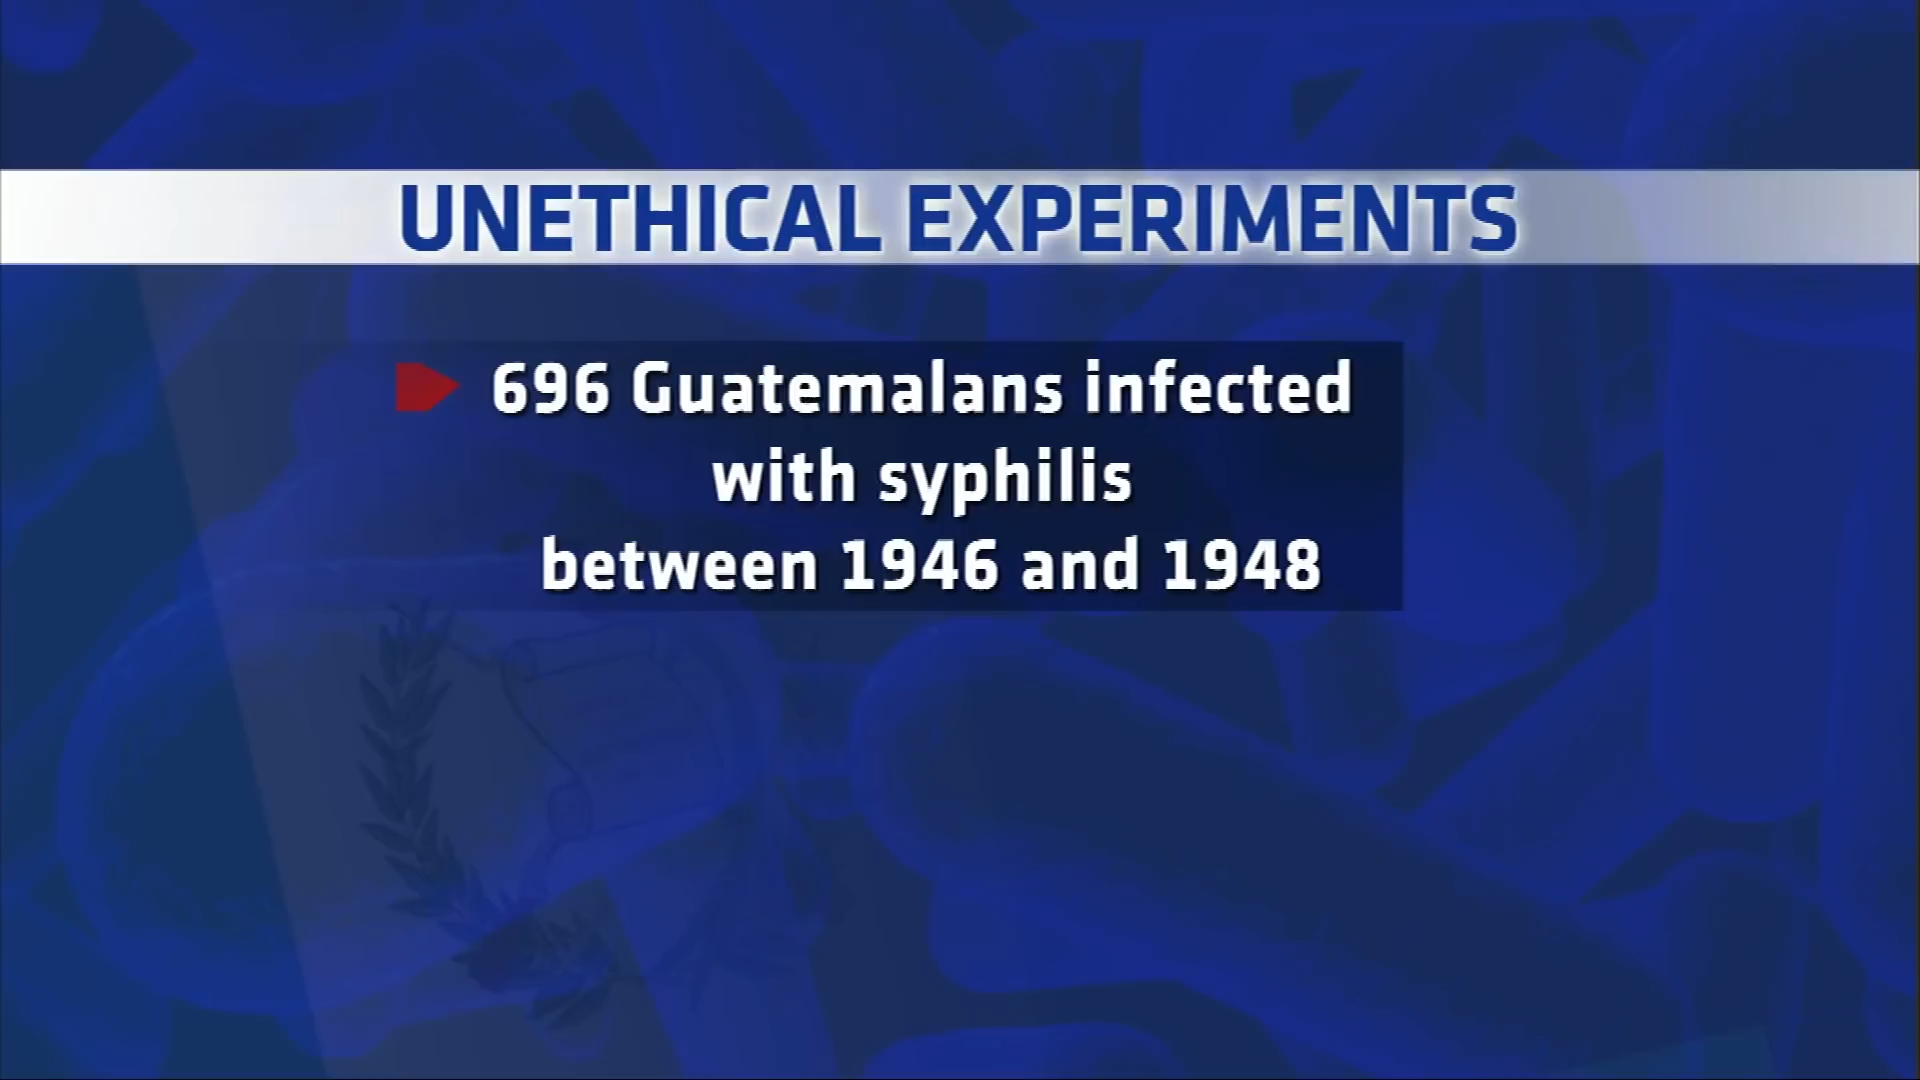 UNETHICAL EXPERIMENTS
696 Guatemalans infected
with syphilis
between 1946 and 1948